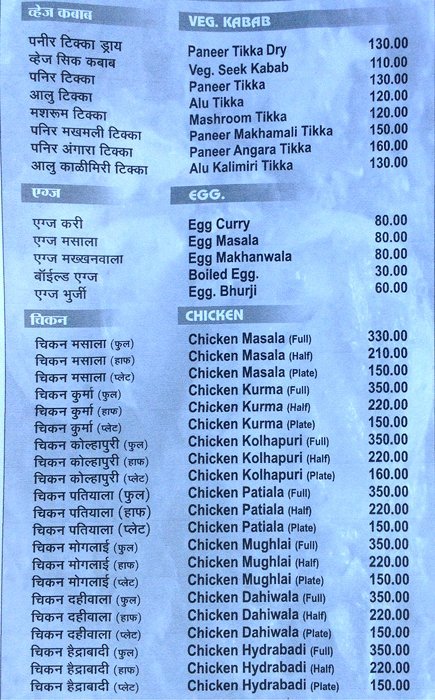 व्हेज कबाब VEG. KABAB
पनीर टिक्का ड्राय Paneer Tikka Dry 130.00
व्हेज सिक कबाब Veg. Seek Kabab 110.00
पनिर टिक्का Paneer Tikka 130.00
आलु टिक्का Alu Tikka 120.00
मशरूम टिक्का Mashroom Tikka 120.00
पनिर मखमली टिक्का Paneer Makhamali Tikka 150.00
पनिर अंगारा टिक्का Paneer Angara Tikka 160.00
आलु काळीमिरी टिक्का Alu Kalimiri Tikka 130.00
एग्ज EGG.
एग्ज करी Egg Curry 80.00
एग्ज मसाला Egg Masala 80.00
एग्ज मख्खनवाला Egg Makhanwala 80.00
बॉईल्ड एग्ज Boiled Egg. 30.00
एग्ज भुर्जी Egg. Bhurji 60.00
चिकन CHICKEN
चिकन मसाला (फुल) Chicken Masala (Full) 330.00
चिकन मसाला (हाफ) Chicken Masala (Half) 210.00
चिकन मसाला (प्लेट) Chicken Masala (Plate) 150.00
चिकन कुर्मा (फुल) Chicken Kurma (Full) 350.00
चिकन कुर्मा (हाफ) Chicken Kurma (Half) 220.00
चिकन कुर्मा (प्लेट) Chicken Kurma (Plate) 150.00
चिकन कोल्हापुरी (फुल) Chicken Kolhapuri (Full) 350.00
चिकन कोल्हापुरी (हाफ) Chicken Kolhapuri (Half) 220.00
चिकन कोल्हापुरी (प्लेट) Chicken Kolhapuri (Plate) 160.00
चिकन पतियाला (फुल) Chicken Patiala (Full) 350.00
चिकन पतियाला (हाफ) Chicken Patiala (Half) 220.00
चिकन पतियाला (प्लेट) Chicken Patiala (Plate) 150.00
चिकन मोगलाई (फुल) Chicken Mughlai (Full) 350.00
चिकन मोगलाई (हाफ) Chicken Mughlai (Half) 220.00
चिकन मोगलाई (प्लेट) Chicken Mughlai (Plate) 150.00
चिकन दहीवाला (फुल) Chicken Dahiwala (Full) 350.00
चिकन दहीवाला (हाफ) Chicken Dahiwala (Half) 220.00
चिकन दहीवाला (प्लेट) Chicken Dahiwala (Plate) 150.00
चिकन हैद्राबादी (फुल) Chicken Hydrabadi (Full) 350.00
चिकन हैद्राबादी (हाफ) Chicken Hydrabadi (Half) 220.00
चिकन हैद्राबादी (प्लेट) Chicken Hydrabadi (Plate) 150.00